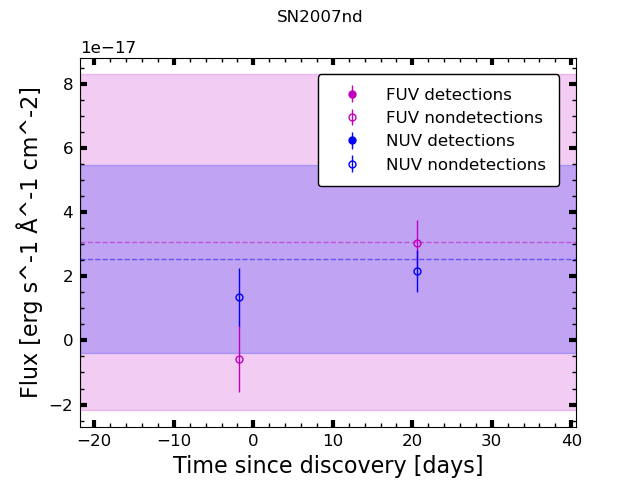 SN2007nd
1e−17
8
6
4
2
0
−2
Flux [erg s^-1 Å^-1 cm^-2]
FUV detections
FUV nondetections
NUV detections
NUV nondetections
−20 −10 0 10 20 30 40
Time since discovery [days]